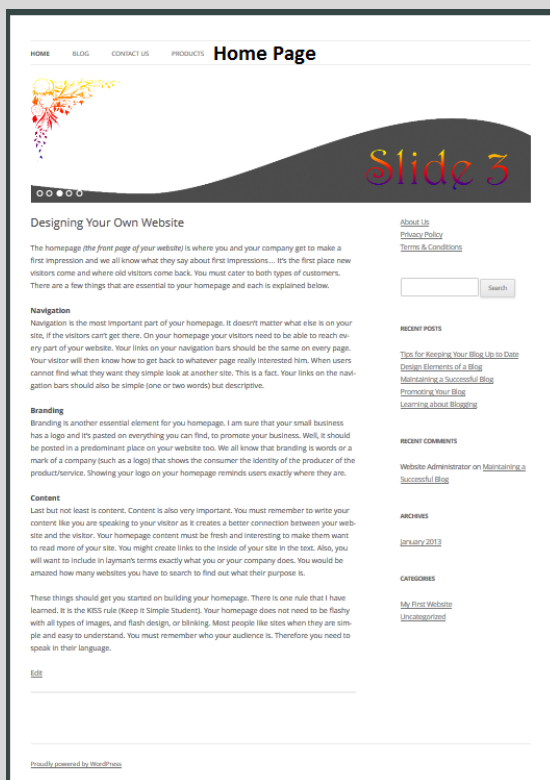 HOME BLOG CONTACT US PRODUCTS Home Page
Slide 3
Designing Your Own Website
The homepage (the front page of your website) is where you and your company get to make a
first impression and we all know what they say about first impressions... It's the first place new
visitors come and where old visitors come back. You must cater to both types of customers.
There are a few things that are essential to your homepage and each is explained below.
Navigation
Navigation is the most important part of your homepage. It doesn't matter what else is on your
site, if the visitors can't get there. On your homepage your visitors need to be able to reach ev-
ery part of your website. Your links on your navigation bars should be the same on every page.
Your visitor will then know how to get back to whatever page really interested him. When users
cannot find what they want they simple look at another site. This is a fact. Your links on the navi-
gation bars should also be simple (one or two words) but descriptive.
Branding
Branding is another essential element for you homepage. I am sure that your small business
has a logo and it's pasted on everything you can find, to promote your business. Well, it should
be posted in a predominant place on your website too. We all know that branding is words or a
mark of a company (such as a logo) that shows the consumer the identity of the producer of the
product/service. Showing your logo on your homepage reminds users exactly where they are.
Content
Last but not least is content. Content is also very important. You must remember to write your
content like you are speaking to your visitor as it creates a better connection between your web-
site and the visitor. Your homepage content must be fresh and interesting to make them want
to read more of your site. You might create links to the inside of your site in the text. Also, you
will want to include in layman's terms exactly what you or your company does. You would be
amazed how many websites you have to search to find out what their purpose is.
These things should get you started on building your homepage. There is one rule that I have
learned. It is the KISS rule (Keep It Simple Student). Your homepage does not need to be flashy
with all types of images, and flash design, or blinking. Most people like sites when they are sim-
ple and easy to understand. You must remember who your audience is. Therefore you need to
speak in their language.
Edit
About Us
Privacy Policy
Terms & Conditions
Search
RECENT POSTS
Tips for Keeping Your Blog Up to Date
Design Elements of a Blog
Maintaining a Successful Blog
Promoting Your Blog
Learning about Blogging
RECENT COMMENTS
Website Administrator on Maintaining a
Successful Blog
ARCHIVES
January 2013
CATEGORIES
My First Website
Uncategorized
Proudly powered by WordPress